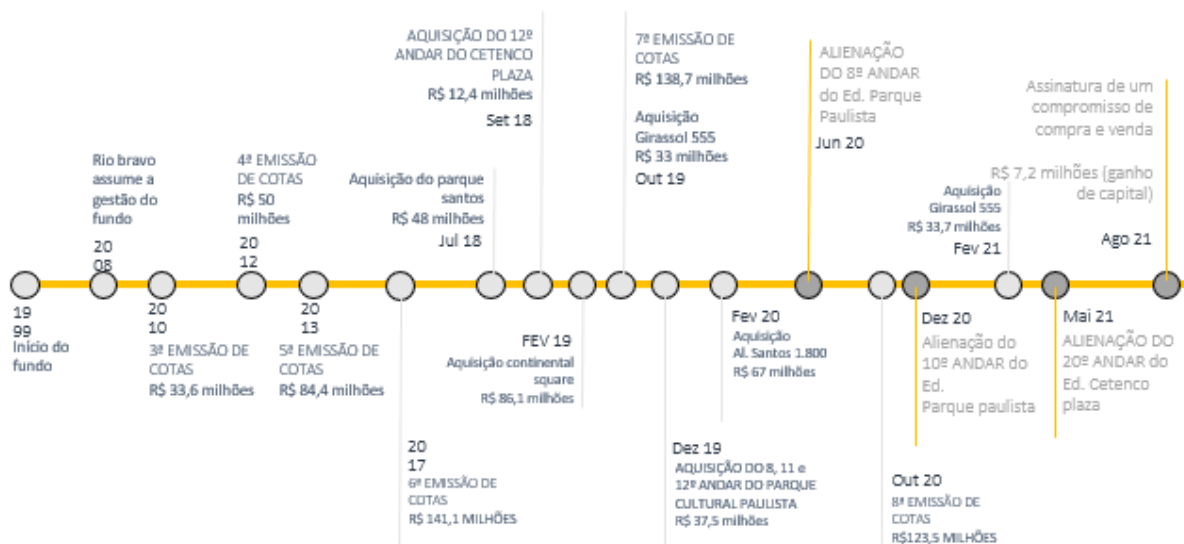 19
99
Início do
fundo
Rio bravo
assume a
gestão do
fundo
20
08
20
10
3ª EMISSÃO DE
COTAS
R$ 33,6 milhões
4ª EMISSÃO
DE COTAS
R$ 50
milhões
20
12
20
13
5ª EMISSÃO DE
COTAS
R$ 84,4 milhões
20
17
6ª EMISSÃO DE
COTAS
R$ 141,1 MILHÕES
Aquisição do parque
santos
R$ 48 milhões
Jul 18
AQUISIÇÃO DO 12º
ANDAR DO CETENCO
PLAZA
R$ 12,4 milhões
Set 18
FEV 19
Aquisição continental
square
R$ 86,1 milhões
7ª EMISSÃO DE
COTAS
R$ 138,7 milhões
Aquisição
Girassol 555
R$ 33 milhões
Out 19
Dez 19
AQUISIÇÃO DO 8, 11 e
12º ANDAR DO PARQUE
CULTURAL PAULISTA
R$ 37,5 milhões
Fev 20
Aquisição
Al. Santos 1.800
R$ 67 milhões
ALIENAÇÃO
DO 8º ANDAR
do Ed. Parque
Paulista
Jun 20
Out 20
8ª EMISSÃO DE
COTAS
R$123,5 MILHÕES
Dez 20
Alienação do
10º ANDAR do
Ed.
Parque paulista
Aquisição
Girassol 555
R$ 33,7 milhões
Fev 21
Mai 21
ALIENAÇÃO DO
20º ANDAR do
Ed. Cetenco
plaza
Assinatura de um
compromisso de
compra e venda
R$ 7,2 milhões (ganho
de capital)
Ago 21